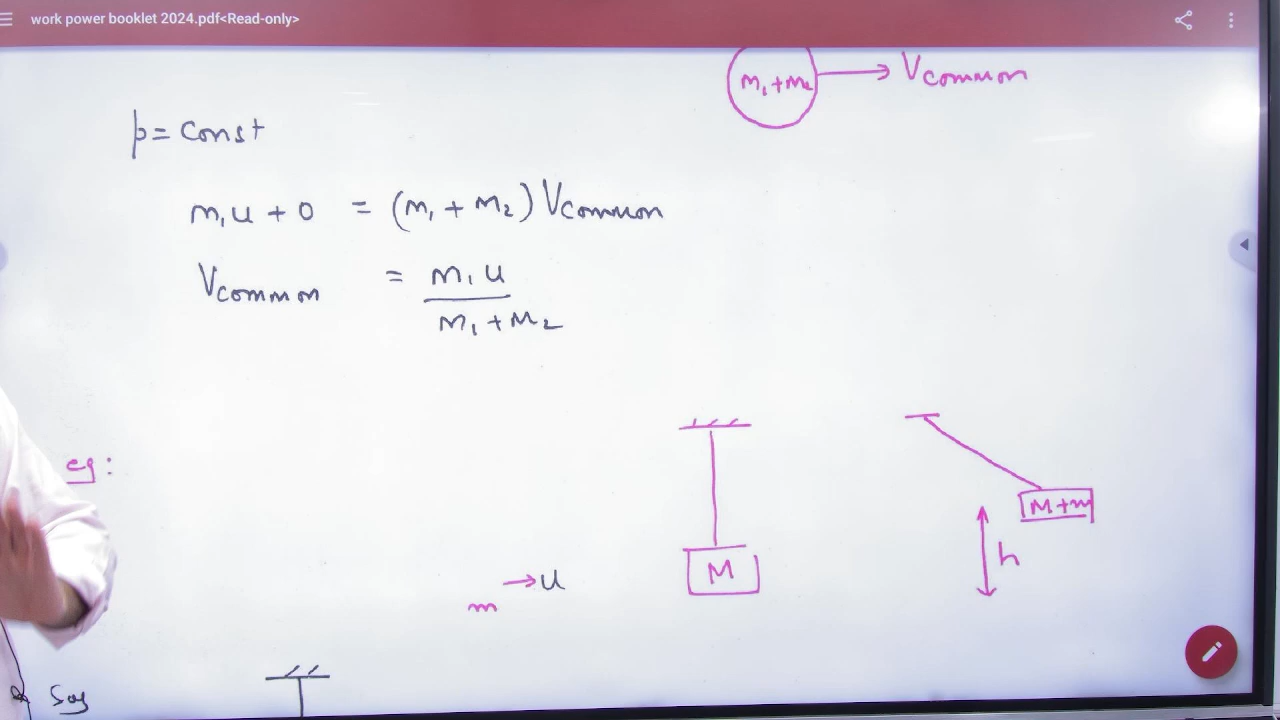 work power booklet 2024.pdf<Read-only>
m₁+m₂ → Vcommon
p = const
m₁u + 0 = (m₁ + m₂) Vcommon
Vcommon = m₁u / m₁ + m₂
eg:
M+m
h
M
m → u